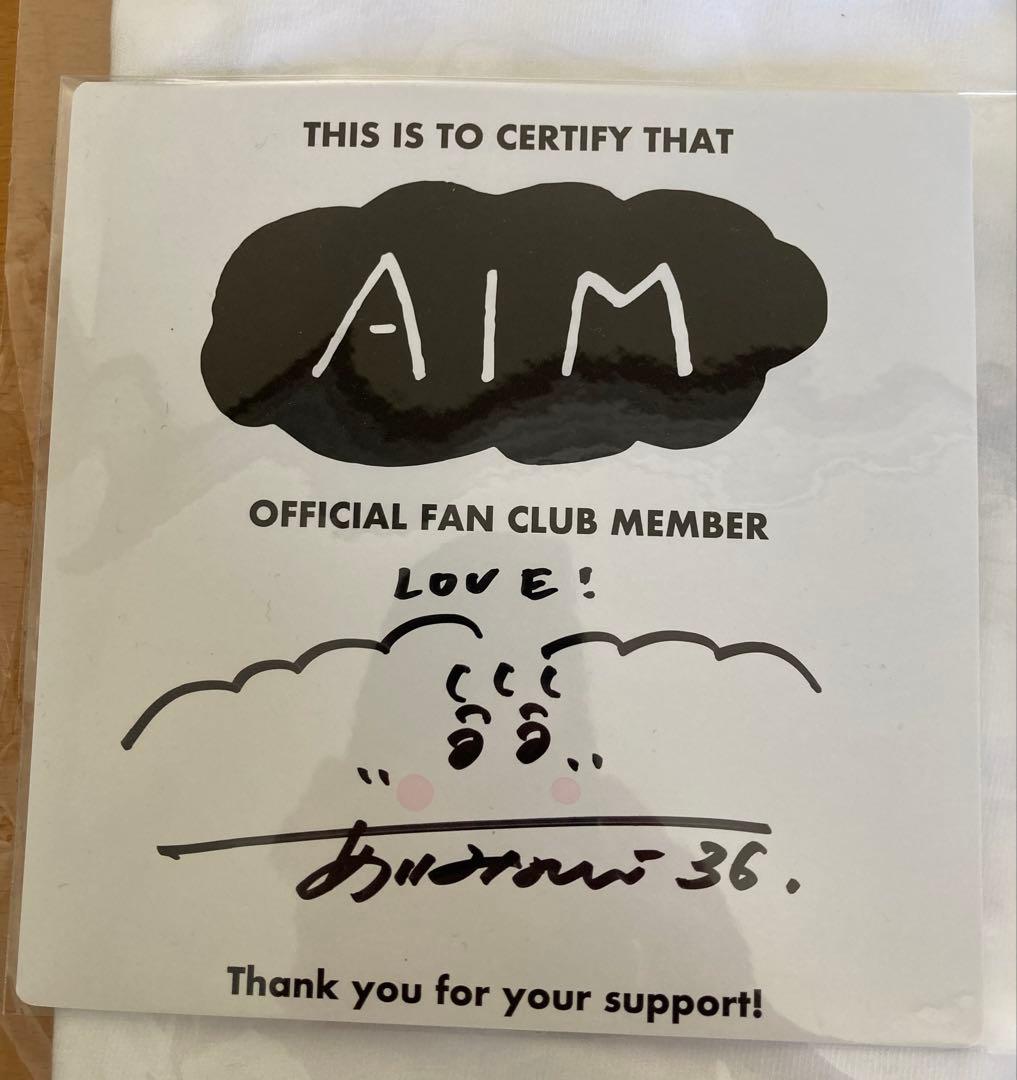 THIS IS TO CERTIFY THAT
AIM
OFFICIAL FAN CLUB MEMBER
LOVE!
36.
Thank you for your support!